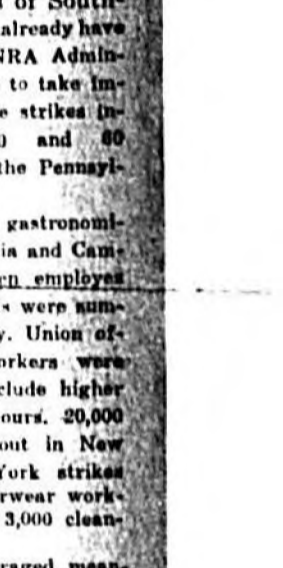 of South-
already have
NRA Admin-
to take im-
strikes in-
and 60
the Pennsyl-
gastronomi-
ia and Cam-
rn employes
s were sum-
y. Union of-
orkers were
clude higher
ours. 20,000
out in New
York strikes
rwear work-
3,000 clean-
raged mean-